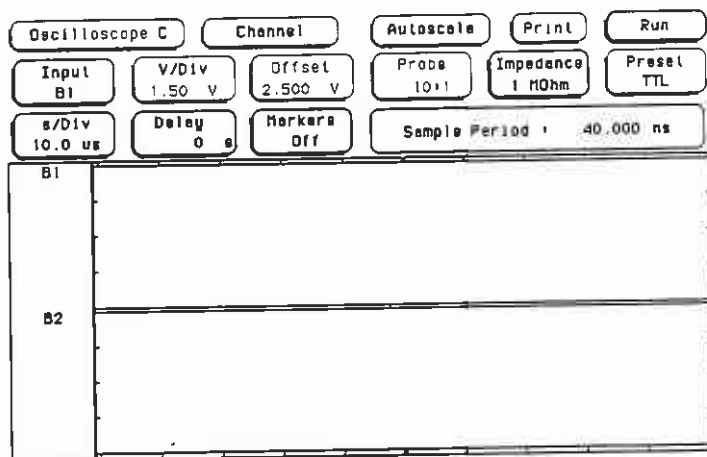 Oscilloscope C Channel Autoscale Print Run
Input B1 V/Div 1.50 V Offset 2.500 V Probe 10:1 Impedance 1 MOhm Preset TTL
s/Div 10.0 us Delay 0 s Markers Off Sample Period : 40.000 ns
B1
B2